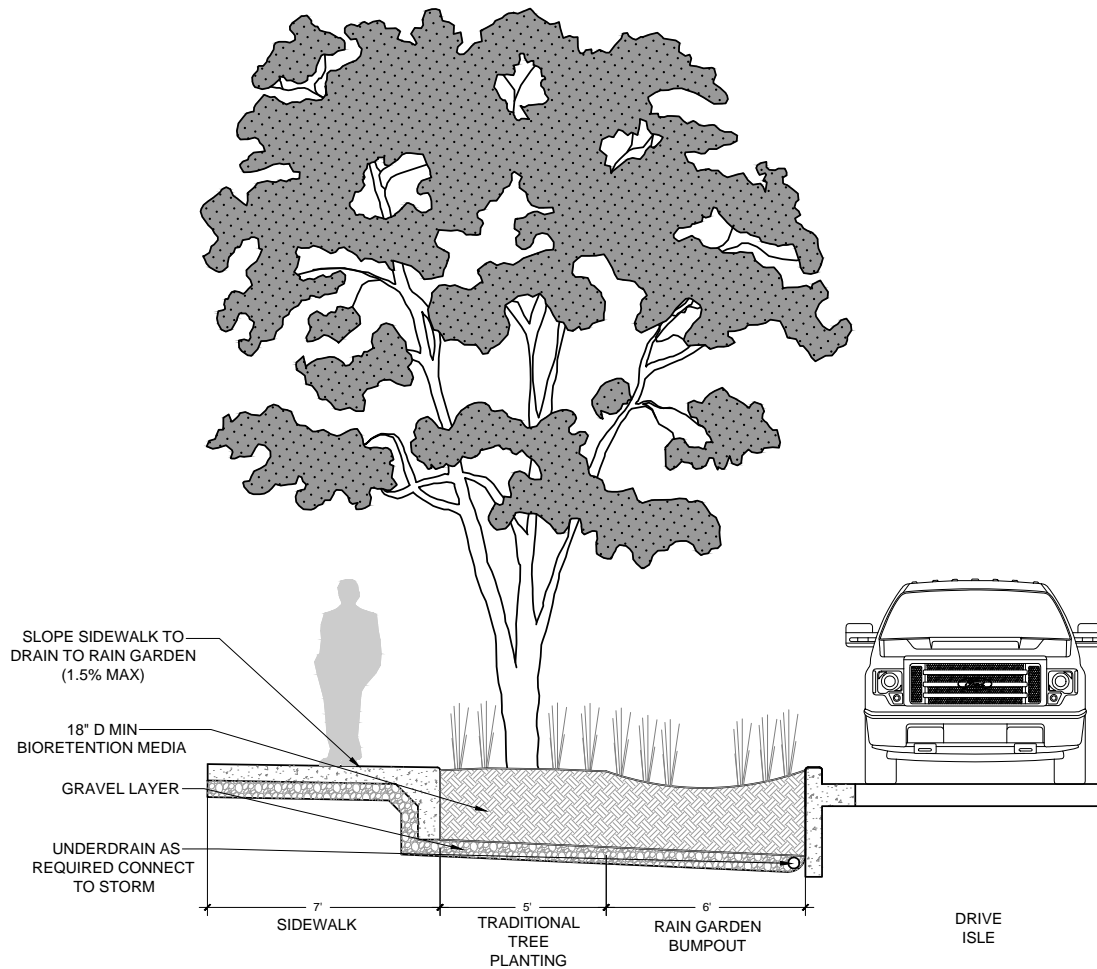 SLOPE SIDEWALK TO
DRAIN TO RAIN GARDEN
(1.5% MAX)
18" D MIN
BIORETENTION MEDIA
GRAVEL LAYER
UNDERDRAIN AS
REQUIRED CONNECT
TO STORM
7'
SIDEWALK
5'
TRADITIONAL
TREE
PLANTING
6'
RAIN GARDEN
BUMPOUT
DRIVE
ISLE